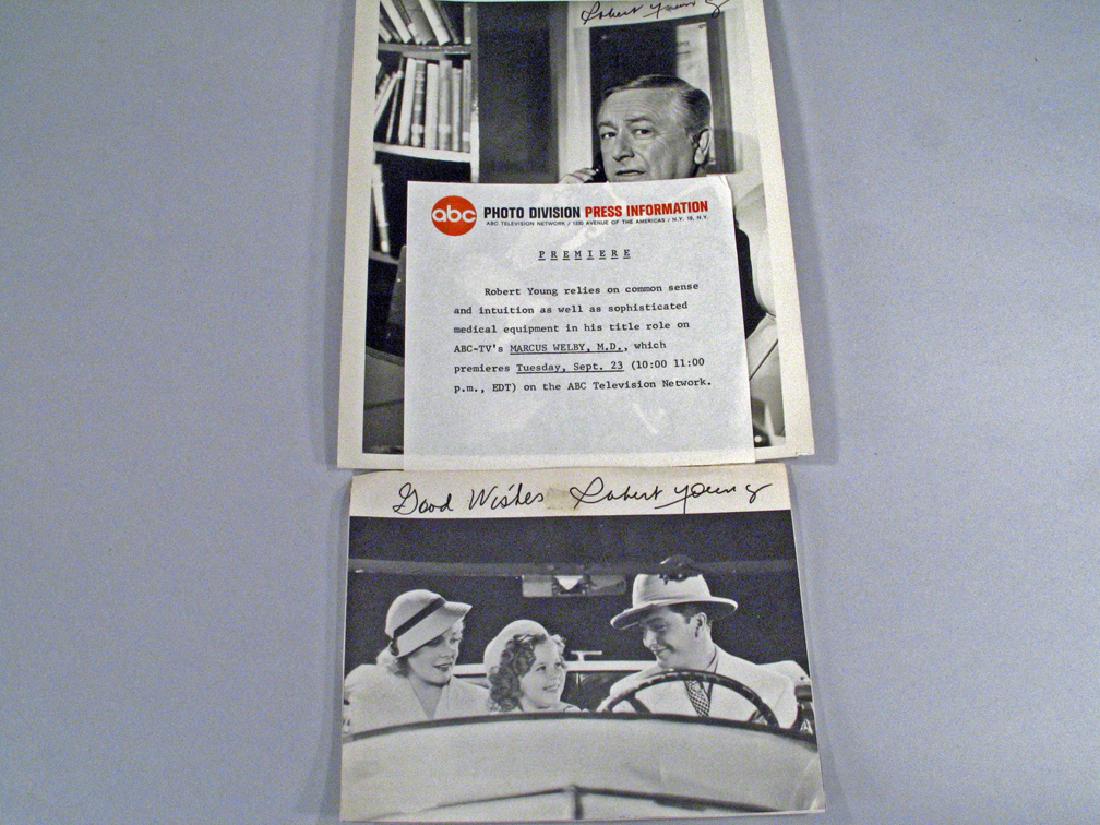 Robert Young
abc PHOTO DIVISION PRESS INFORMATION
ABC TELEVISION NETWORK / 1330 AVENUE OF THE AMERICAS / N.Y. 19, N.Y.
PREMIERE
Robert Young relies on common sense
and intuition as well as sophisticated
medical equipment in his title role on
ABC-TV's MARCUS WELBY, M.D., which
premieres Tuesday, Sept. 23 (10:00 11:00
p.m., EDT) on the ABC Television Network.
Good Wishes Robert Young